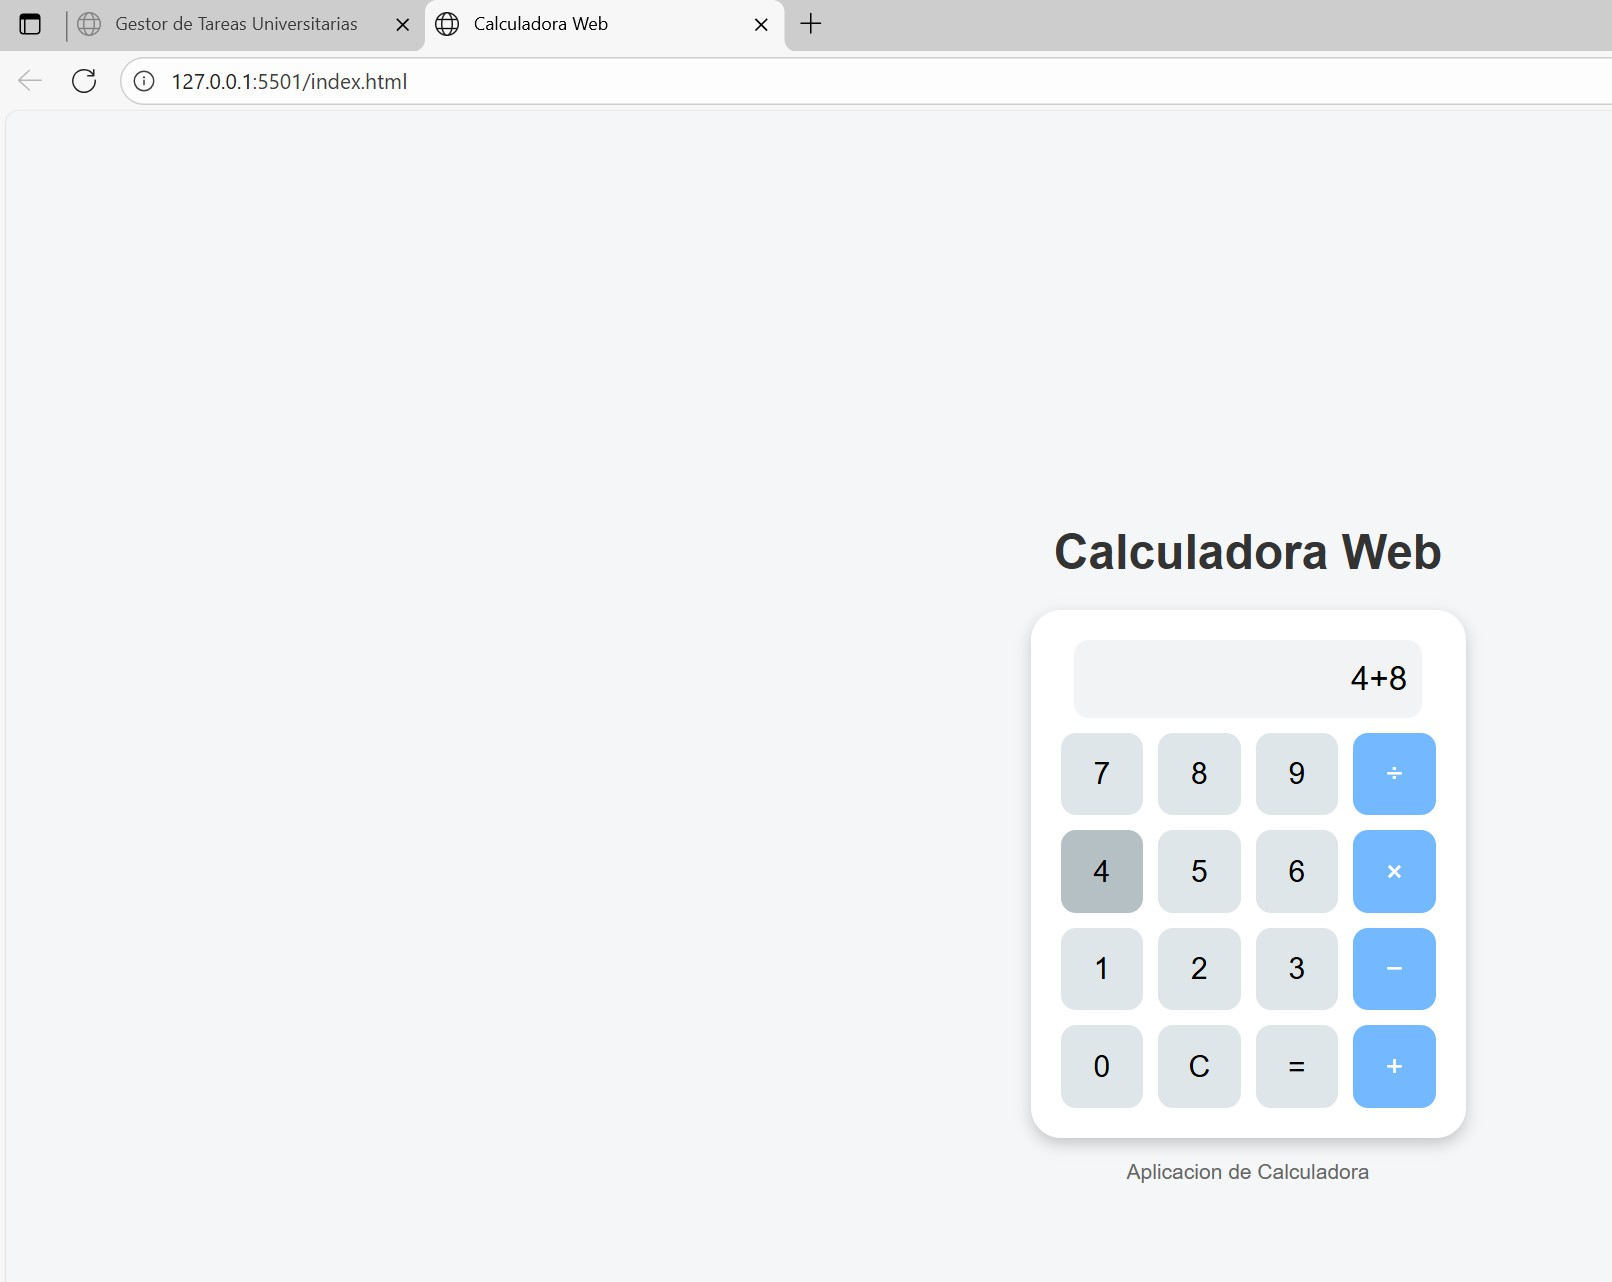 Gestor de Tareas Universitarias
Calculadora Web
127.0.0.1:5501/index.html
Calculadora Web
4+8
7 8 9 ÷
4 5 6 ×
1 2 3 −
0 C = +
Aplicacion de Calculadora